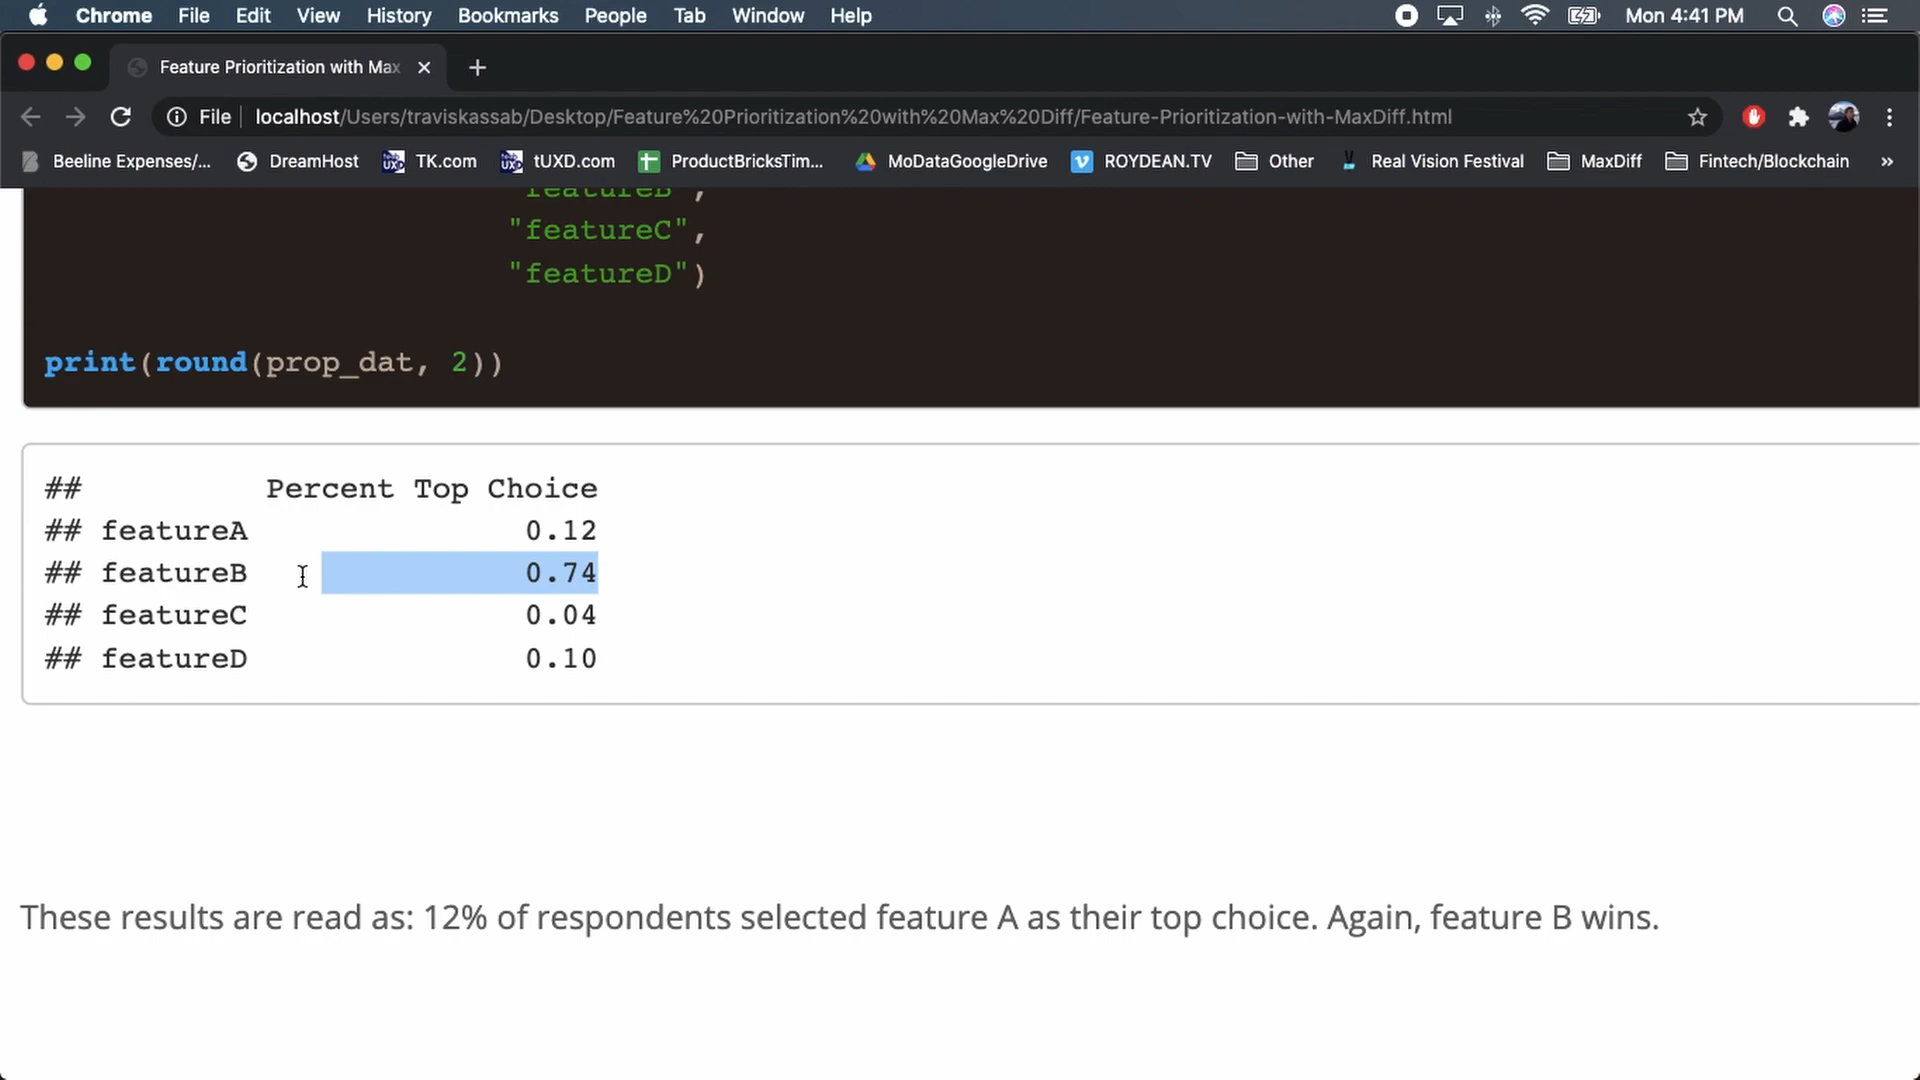 Chrome File Edit View History Bookmarks People Tab Window Help Mon 4:41 PM
Feature Prioritization with Max
File localhost/Users/traviskassab/Desktop/Feature%20Prioritization%20with%20Max%20Diff/Feature-Prioritization-with-MaxDiff.html
Beeline Expenses/... DreamHost TK.com tUXD.com ProductBricksTim... MoDataGoogleDrive ROYDEAN.TV Other Real Vision Festival MaxDiff Fintech/Blockchain »
"featureB",
"featureC",
"featureD")
print(round(prop_dat, 2))
## Percent Top Choice
## featureA 0.12
## featureB 0.74
## featureC 0.04
## featureD 0.10
These results are read as: 12% of respondents selected feature A as their top choice. Again, feature B wins.